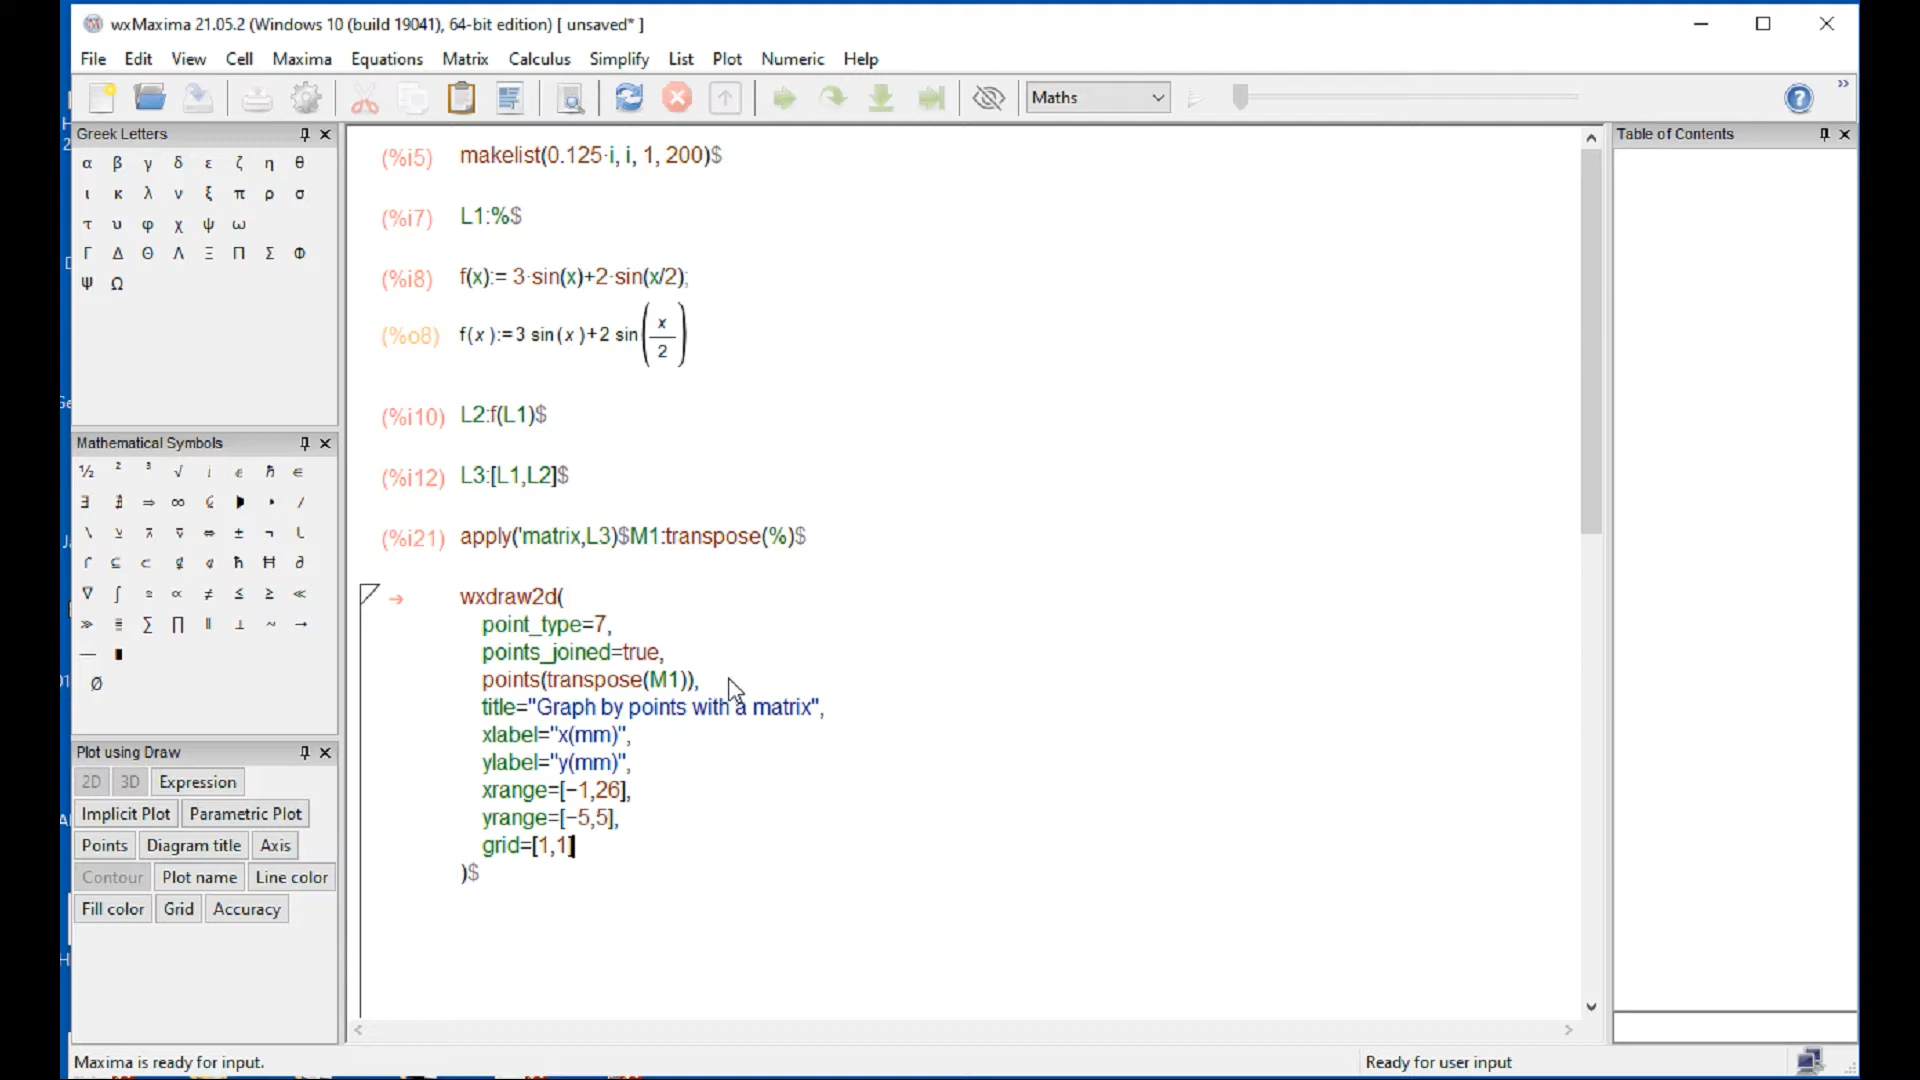 wxMaxima 21.05.2 (Windows 10 (build 19041), 64-bit edition) [ unsaved* ]
File Edit View Cell Maxima Equations Matrix Calculus Simplify List Plot Numeric Help
Maths
Greek Letters
α β γ δ ε ζ η θ
ι κ λ ν ξ π ρ σ
τ υ φ χ ψ ω
Γ Δ Θ Λ Ξ Π Σ Φ
Ψ Ω
Mathematical Symbols
½ ² ³ √ i e ħ ∈
∃ ∄ ⇒ ∞
⇔ ± ¬
⊆ ⊂ ħ Ħ ∂
∇ ∫ ∝ ≠ ≤ ≥ ≪
≫ ∑ ∏ ∥ ⊥ ~ →
Ø
Plot using Draw
2D 3D Expression
Implicit Plot Parametric Plot
Points Diagram title Axis
Contour Plot name Line color
Fill color Grid Accuracy
(%i5) makelist(0.125·i, i, 1, 200)$
(%i7) L1:%$
(%i8) f(x):= 3·sin(x)+2·sin(x/2);
(%o8) f(x):=3 sin(x)+2 sin(x/2)
(%i10) L2:f(L1)$
(%i12) L3:[L1,L2]$
(%i21) apply('matrix,L3)$M1:transpose(%)$
→ wxdraw2d(
point_type=7,
points_joined=true,
points(transpose(M1)),
title="Graph by points with a matrix",
xlabel="x(mm)",
ylabel="y(mm)",
xrange=[−1,26],
yrange=[−5,5],
grid=[1,1]
)$
Table of Contents
Maxima is ready for input.
Ready for user input